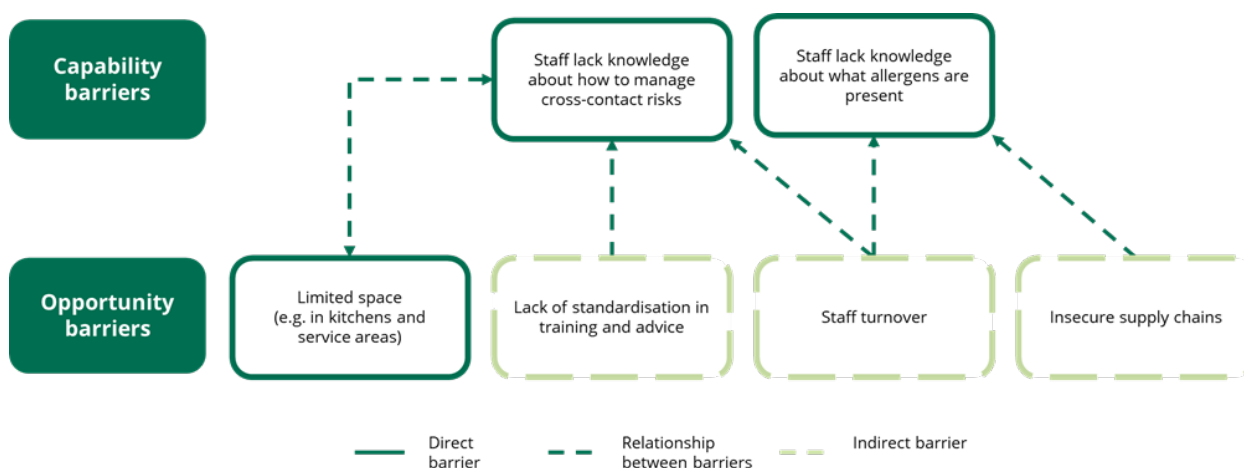 Capability
barriers
Staff lack knowledge
about how to manage
cross-contact risks
Staff lack knowledge
about what allergens are
present
Opportunity
barriers
Limited space
(e.g. in kitchens and
service areas)
Lack of standardisation in
training and advice
Staff turnover
Insecure supply chains
Direct
barrier
Relationship
between barriers
Indirect barrier